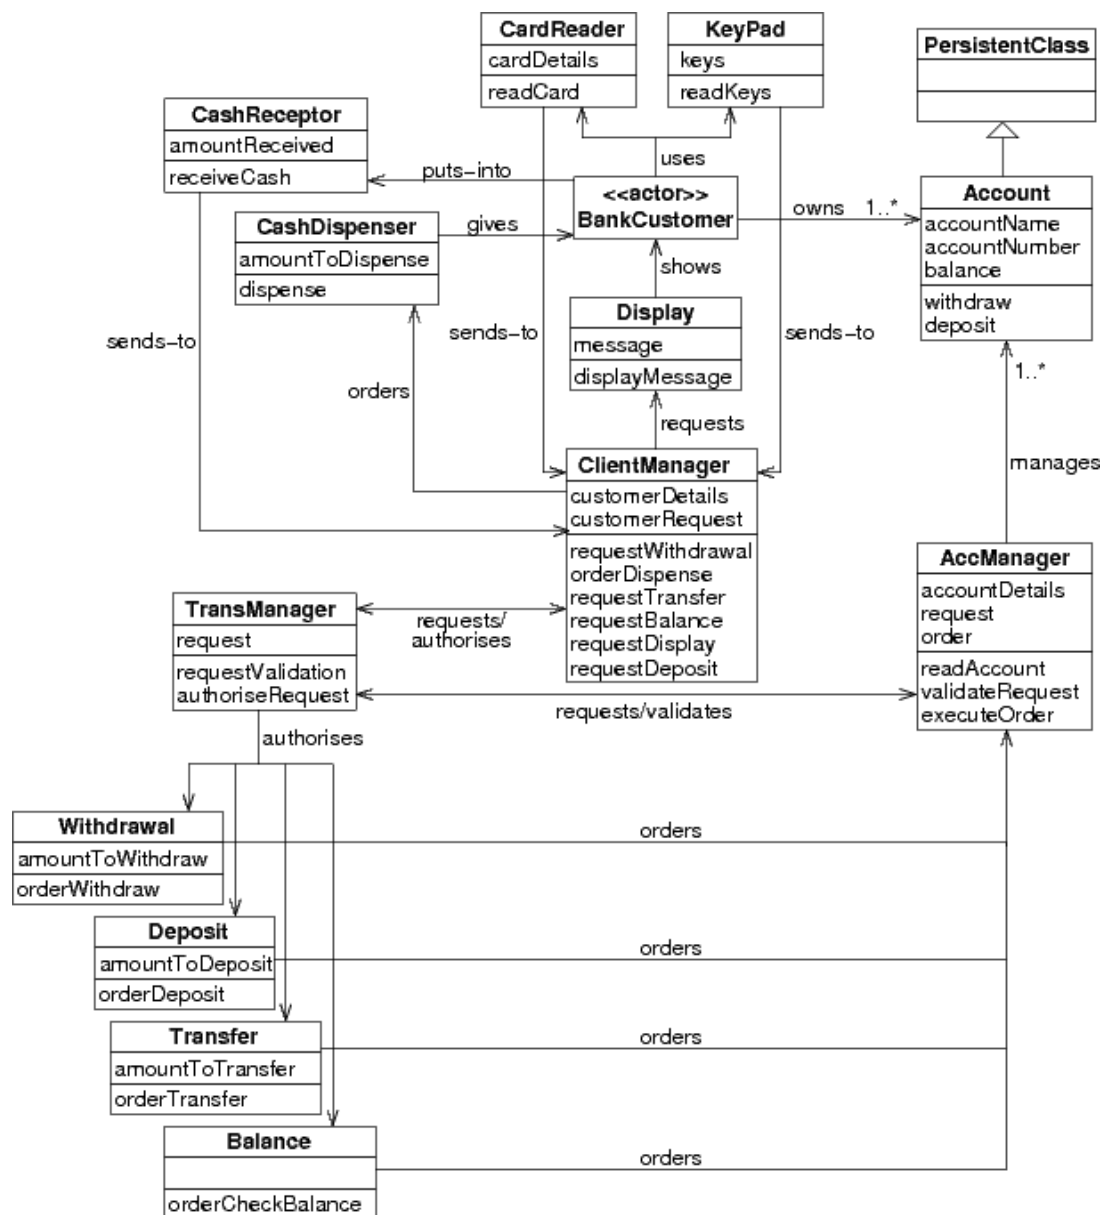 CardReader
cardDetails
readCard
KeyPad
keys
readKeys
PersistentClass
CashReceptor
amountReceived
receiveCash
puts-into
uses
<<actor>>
BankCustomer
owns 1..*
Account
accountName
accountNumber
balance
withdraw
deposit
CashDispenser
amountToDispense
dispense
gives
shows
Display
message
displayMessage
sends-to
sends-to
sends-to
orders
requests
1..*
manages
ClientManager
customerDetails
customerRequest
requestWithdrawal
orderDispense
requestTransfer
requestBalance
requestDisplay
requestDeposit
AccManager
accountDetails
request
order
readAccount
validateRequest
executeOrder
TransManager
request
requestValidation
authoriseRequest
requests/
authorises
requests/validates
authorises
Withdrawal
amountToWithdraw
orderWithdraw
orders
Deposit
amountToDeposit
orderDeposit
orders
Transfer
amountToTransfer
orderTransfer
orders
Balance
orderCheckBalance
orders